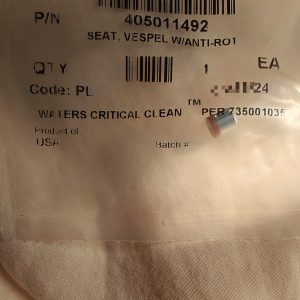 P/N 405011492
SEAT, VESPEL W/ANTI-ROT
QTY 1 EA
Code: PL 24
WATERS CRITICAL CLEAN ™ PER 735001035
Product of Batch #
USA